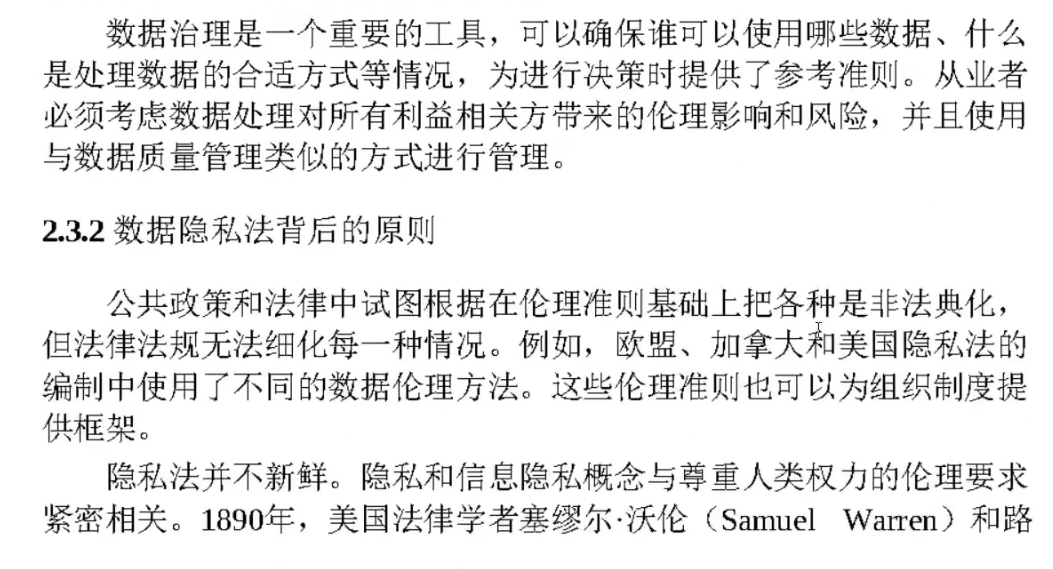 数据治理是一个重要的工具，可以确保谁可以使用哪些数据、什么
是处理数据的合适方式等情况，为进行决策时提供了参考准则。从业者
必须考虑数据处理对所有利益相关方带来的伦理影响和风险，并且使用
与数据质量管理类似的方式进行管理。
2.3.2 数据隐私法背后的原则
公共政策和法律中试图根据在伦理准则基础上把各种是非法典化，
但法律法规无法细化每一种情况。例如，欧盟、加拿大和美国隐私法的
编制中使用了不同的数据伦理方法。这些伦理准则也可以为组织制度提
供框架。
隐私法并不新鲜。隐私和信息隐私概念与尊重人类权力的伦理要求
紧密相关。1890年，美国法律学者塞缪尔·沃伦（Samuel Warren）和路